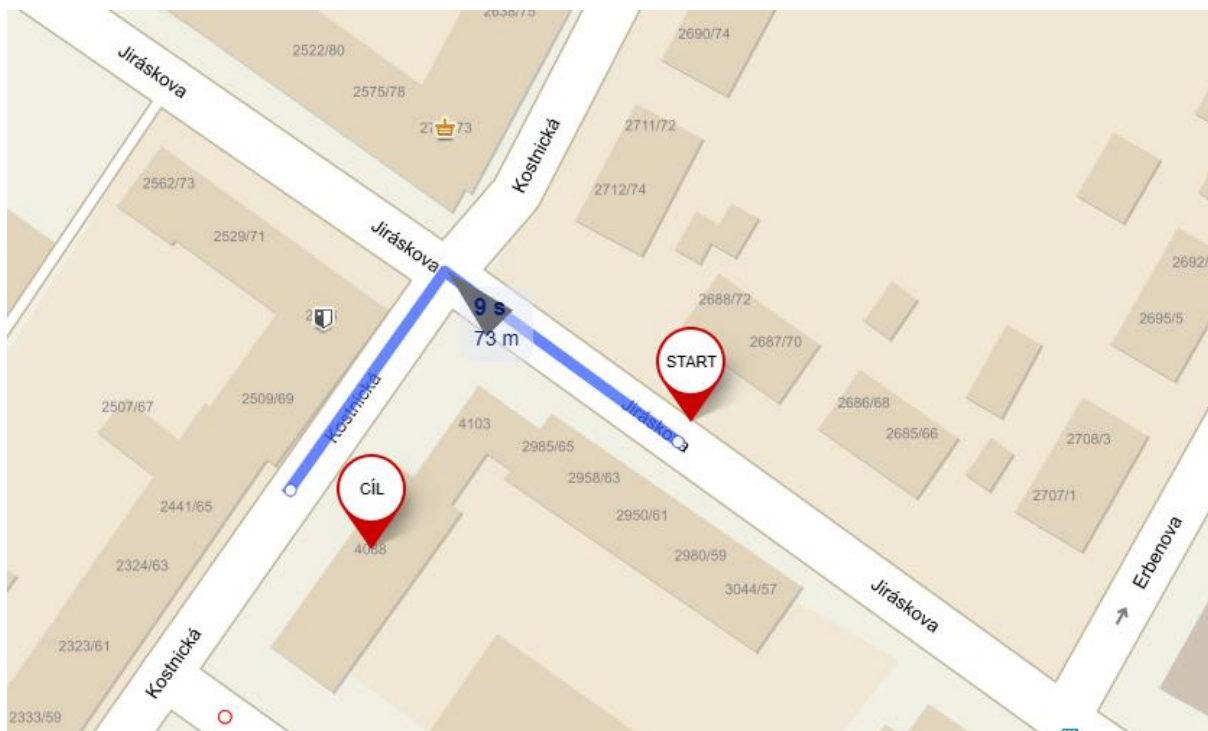 2638/75
2690/74
2522/80
Jiráskova
2575/78
73
2711/72
Kostnická
2562/73
2712/74
2529/71
Jiráskova
2692/
2688/72
9 s
73 m
2695/5
2687/70
START
2509/69
2507/67
Kostnická
Jiráskova
2686/68
4103
2685/66
2985/65
2708/3
2958/63
CÍL
2441/65
2707/1
2950/61
4088
2324/63
2980/59
Erbenova
3044/57
Jiráskova
2323/61
Kostnická
2333/59